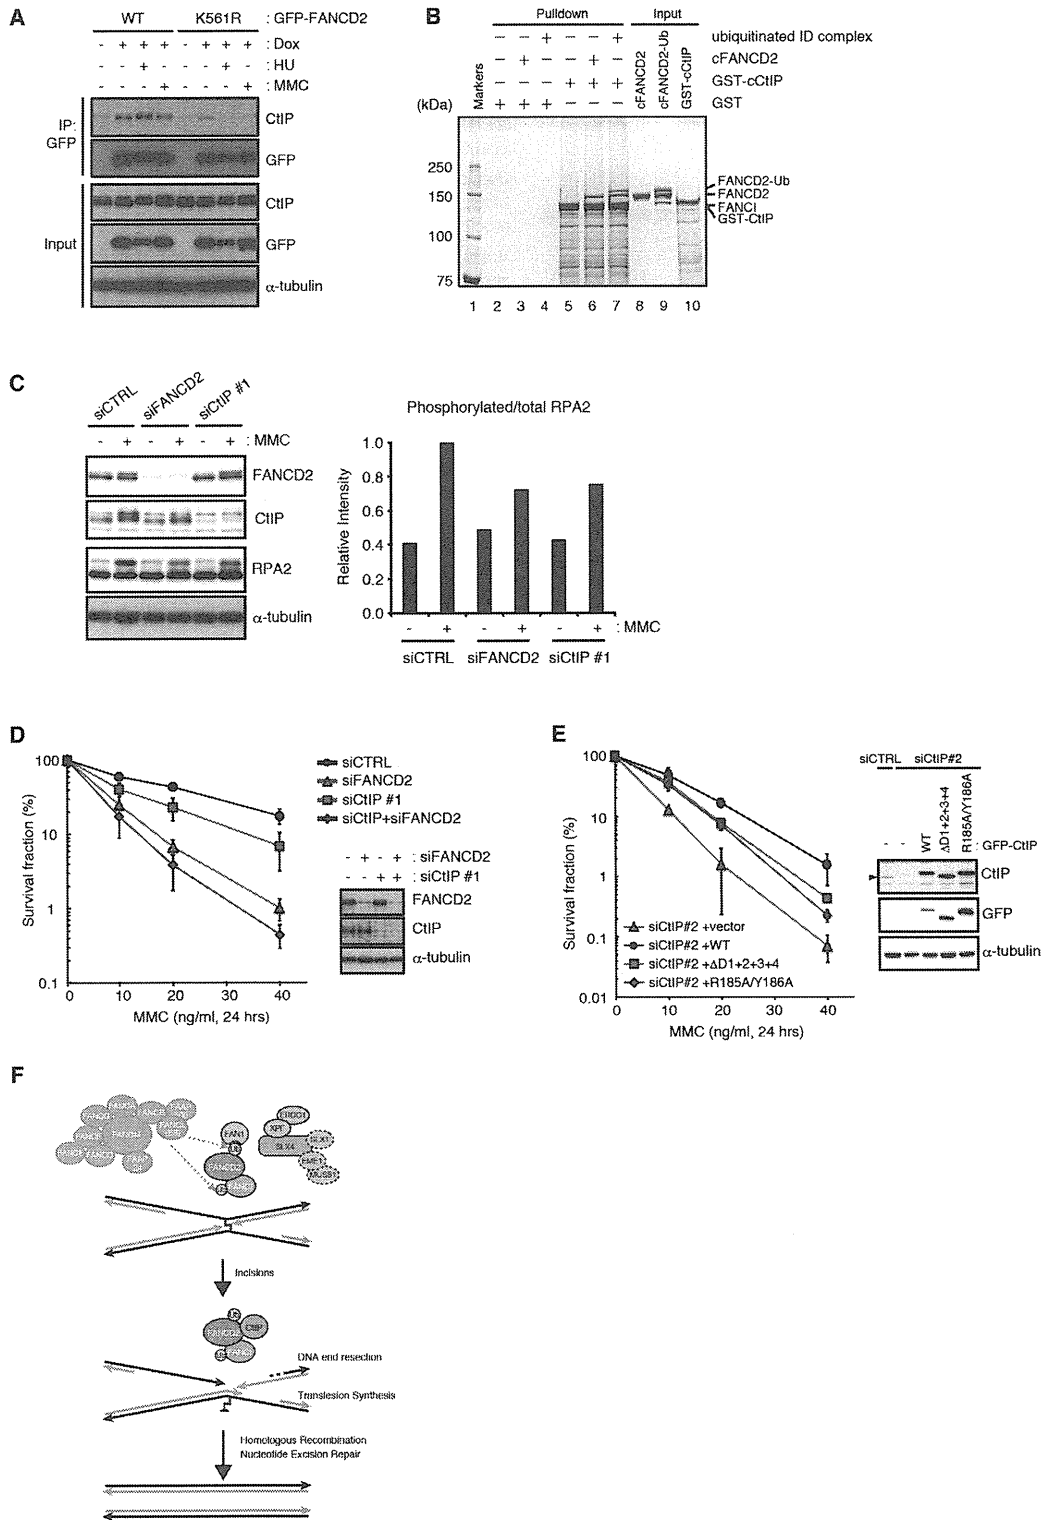 A
WT K561R : GFP-FANCD2
- + + + - + + + : Dox
+ + : HU
+ + : MMC
IP: GFP
CtIP
GFP
Input
CtIP
GFP
α-tubulin
B
Pulldown Input
− − + − − + ubiquitinated ID complex
− + − − + − cFANCD2
− − − + + + GST-cCtIP
+ + + − − − GST
Markers
cFANCD2
cFANCD2-Ub
GST-cCtIP
(kDa)
250
150
100
75
FANCD2-Ub
FANCD2
FANCI
GST-CtIP
1 2 3 4 5 6 7 8 9 10
C
siCTRL siFANCD2 siCtIP #1
- + - + - + : MMC
FANCD2
CtIP
RPA2
α-tubulin
Phosphorylated/total RPA2
Relative Intensity
1.0
0.8
0.6
0.4
0.2
0.0
- + - + - + : MMC
siCTRL siFANCD2 siCtIP #1
D
Survival fraction (%)
100
10
1
0.1
0 10 20 30 40
MMC (ng/ml, 24 hrs)
siCTRL
siFANCD2
siCtIP #1
siCtIP+siFANCD2
- + - + : siFANCD2
- - + + : siCtIP #1
FANCD2
CtIP
α-tubulin
E
Survival fraction (%)
100
10
1
0.1
0.01
siCtIP#2 +vector
siCtIP#2 +WT
siCtIP#2 +ΔD1+2+3+4
siCtIP#2 +R185A/Y186A
0 10 20 30 40
MMC (ng/ml, 24 hrs)
siCTRL siCtIP#2
- - WT ΔD1+2+3+4 R185A/Y186A : GFP-CtIP
CtIP
GFP
α-tubulin
F
FAN1
Ub
FANCD2
Ub
ERCC1
XPF
SLX4
SLX1
EME1
MUS81
Incisions
Ub
FANCD2
CtIP
DNA end resection
Translesion Synthesis
Homologous Recombination
Nucleotide Excision Repair